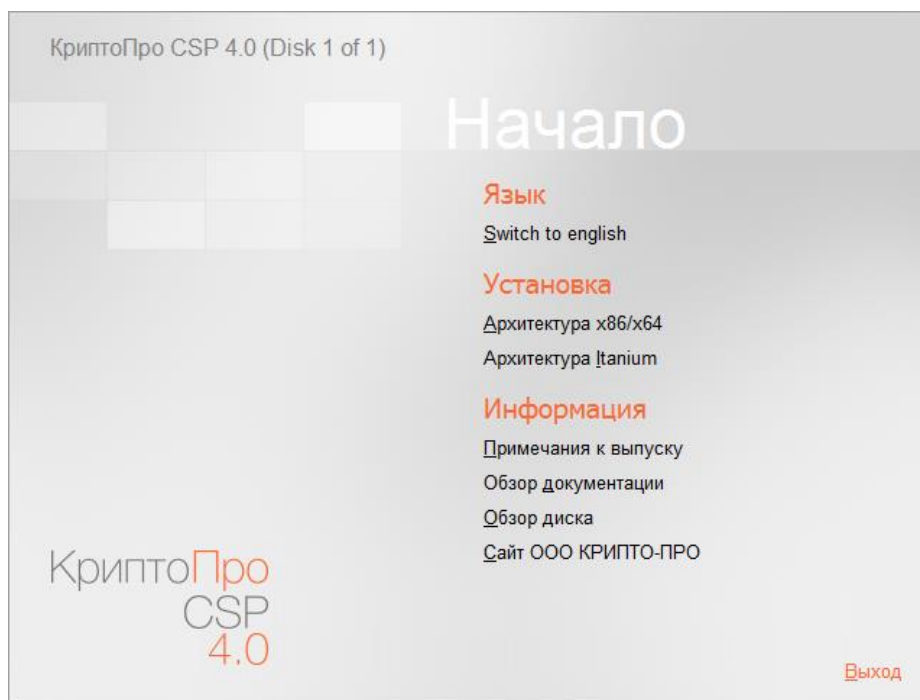 КриптоПро CSP 4.0 (Disk 1 of 1)
Начало
Язык
Switch to english
Установка
Архитектура x86/x64
Архитектура Itanium
Информация
Примечания к выпуску
Обзор документации
Обзор диска
Сайт ООО КРИПТО-ПРО
КриптоПро
CSP
4.0
Выход